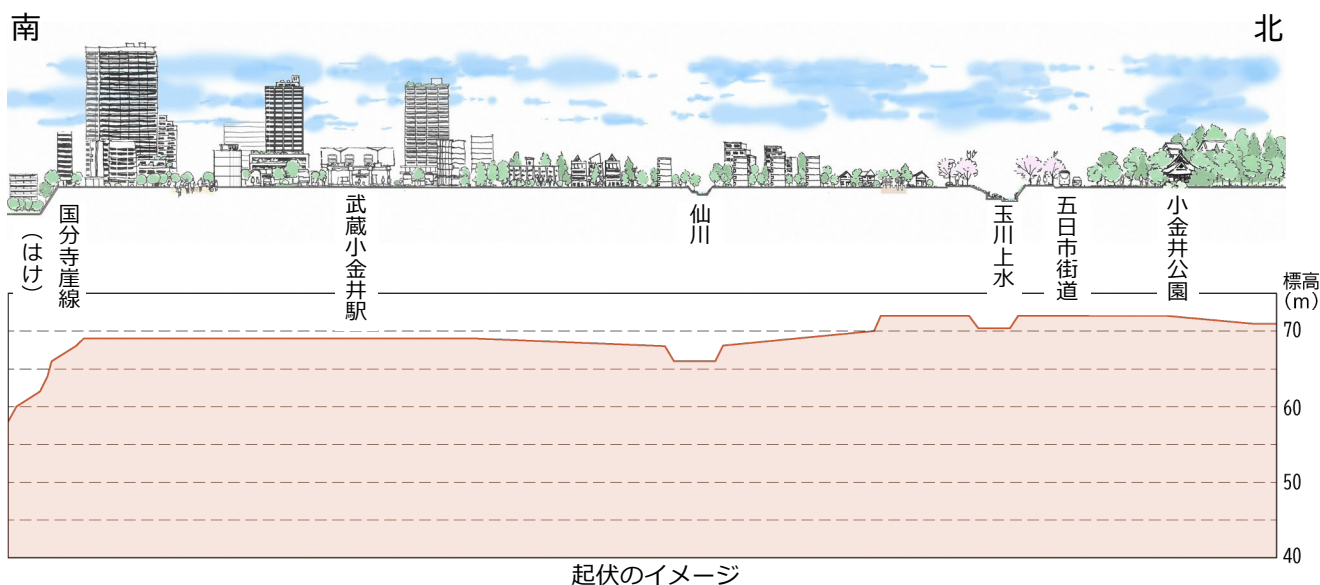 南
北
国分寺崖線
（はけ）
武蔵小金井駅
仙川
玉川上水
五日市街道
小金井公園
標高
（m）
70
60
50
40
起伏のイメージ